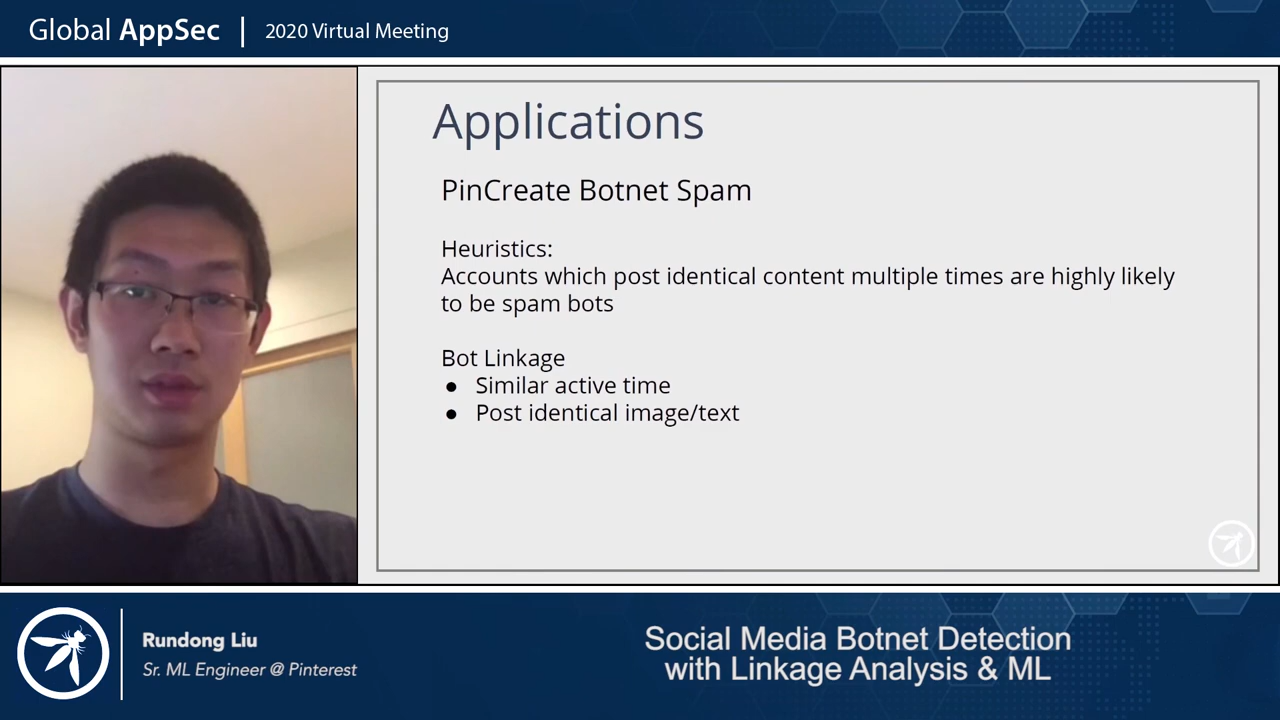 Global AppSec | 2020 Virtual Meeting
Applications
PinCreate Botnet Spam
Heuristics:
Accounts which post identical content multiple times are highly likely
to be spam bots
Bot Linkage
● Similar active time
● Post identical image/text
Rundong Liu
Sr. ML Engineer @ Pinterest
Social Media Botnet Detection
with Linkage Analysis & ML